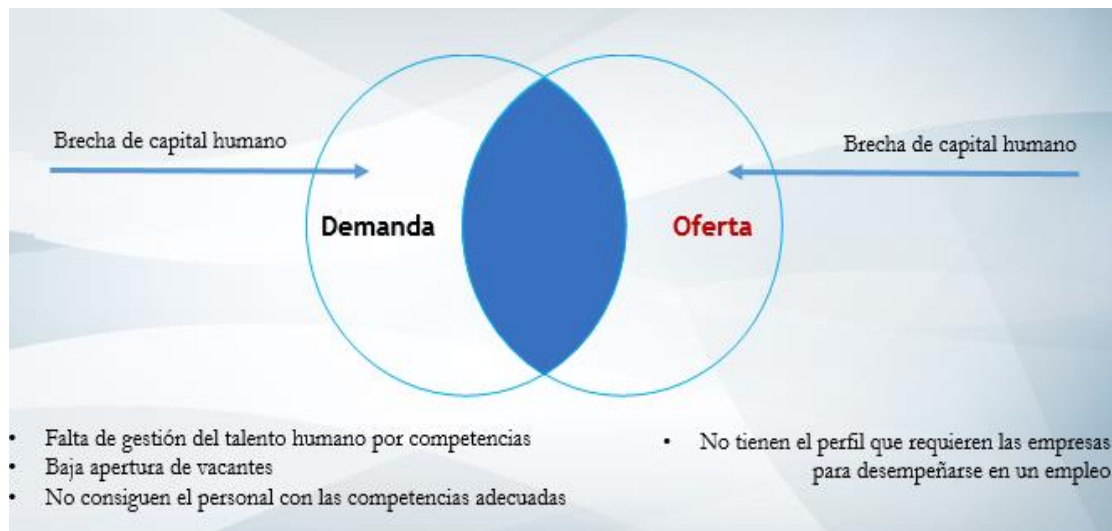 Brecha de capital humano
Brecha de capital humano
Demanda
Oferta
• Falta de gestión del talento humano por competencias
• Baja apertura de vacantes
• No consiguen el personal con las competencias adecuadas
• No tienen el perfil que requieren las empresas
para desempeñarse en un empleo